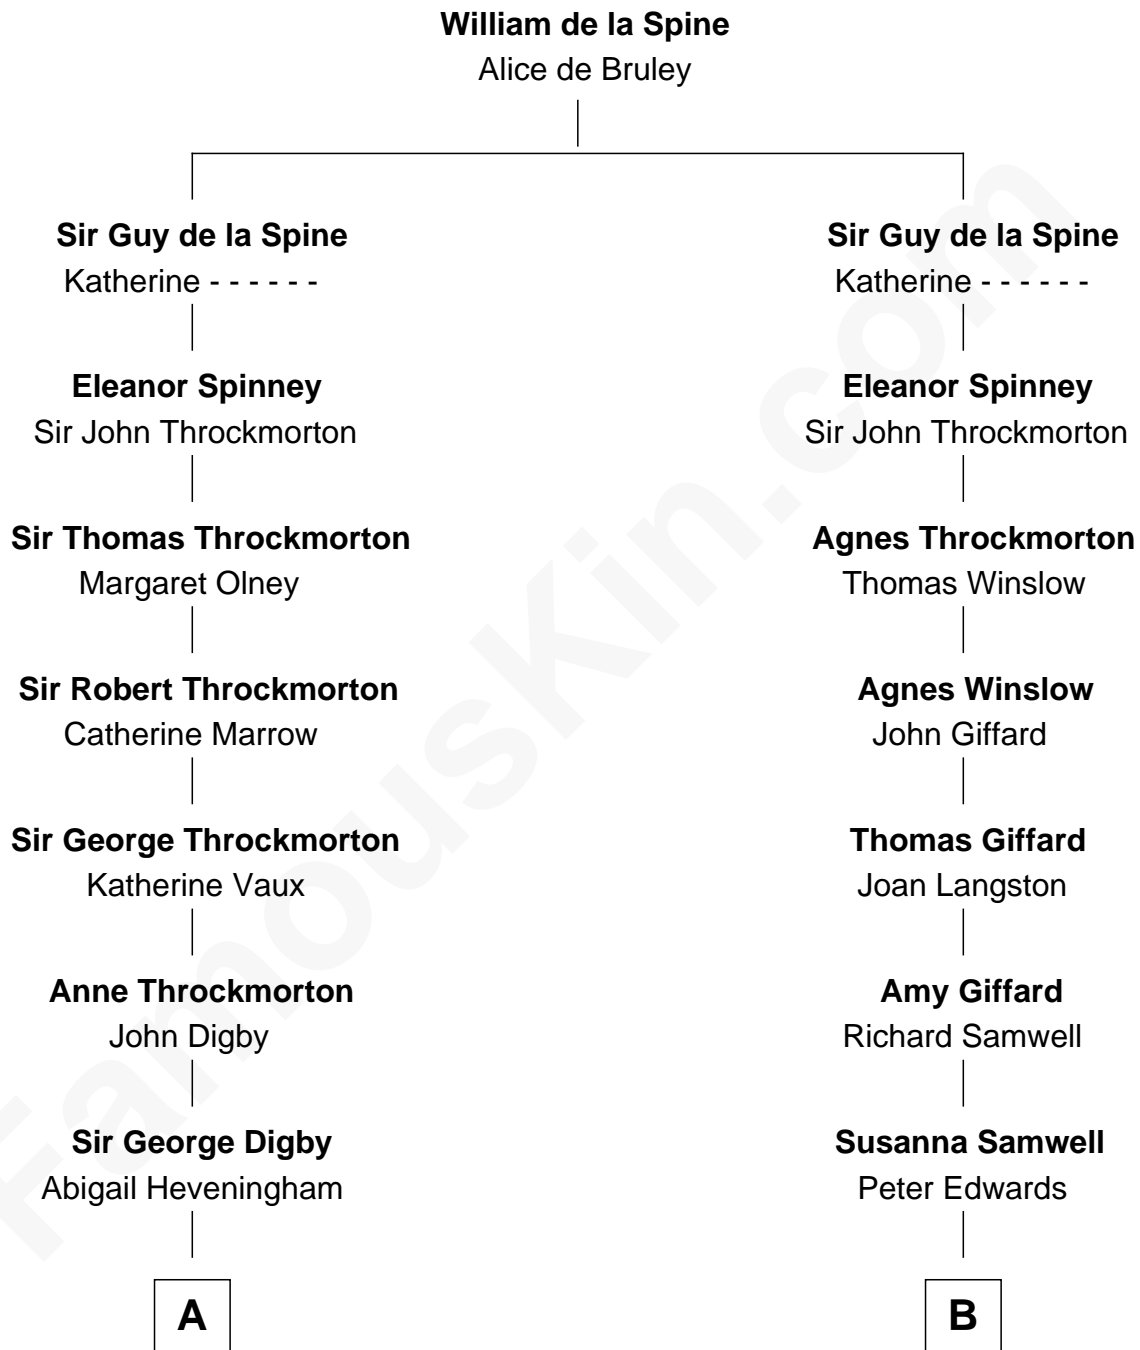 William de la Spine
Alice de Bruley
Sir Guy de la Spine
Katherine - - - - - -
Sir Guy de la Spine
Katherine - - - - - -
Eleanor Spinney
Sir John Throckmorton
Eleanor Spinney
Sir John Throckmorton
Sir Thomas Throckmorton
Margaret Olney
Agnes Throckmorton
Thomas Winslow
Sir Robert Throckmorton
Catherine Marrow
Agnes Winslow
John Giffard
Sir George Throckmorton
Katherine Vaux
Thomas Giffard
Joan Langston
Anne Throckmorton
John Digby
Amy Giffard
Richard Samwell
Sir George Digby
Abigail Heveningham
Susanna Samwell
Peter Edwards
A
B
FamousKin.com